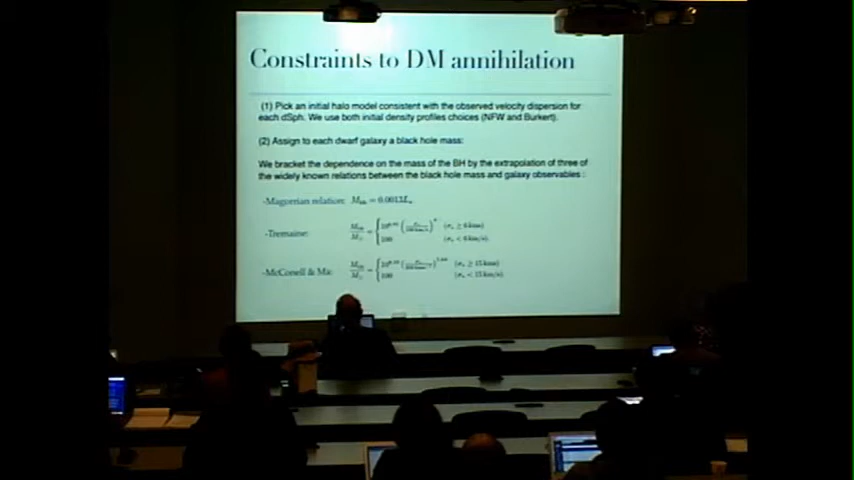 Constraints to DM annihilation
(1) Pick an initial halo model consistent with the observed velocity dispersion for
each dSph. We use both initial density profiles choices (NFW and Burkert).
(2) Assign to each dwarf galaxy a black hole mass:
We bracket the dependence on the mass of the BH by the extrapolation of three of
the widely known relations between the black hole mass and galaxy observables :
-Magorrian relation:
-Tremaine:
100
-McConell & Ma:
100